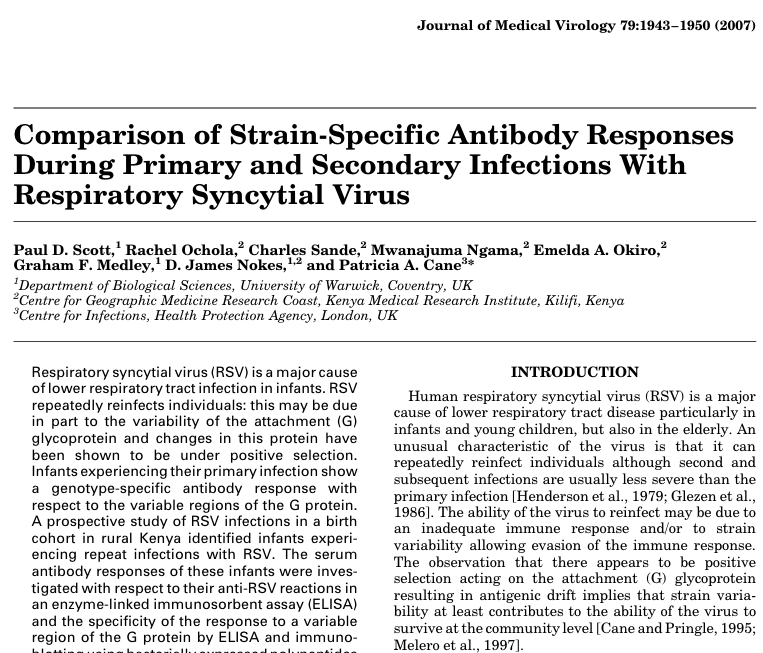 Journal of Medical Virology 79:1943–1950 (2007)
Comparison of Strain-Specific Antibody Responses
During Primary and Secondary Infections With
Respiratory Syncytial Virus
Paul D. Scott,1 Rachel Ochola,2 Charles Sande,2 Mwanajuma Ngama,2 Emelda A. Okiro,2
Graham F. Medley,1 D. James Nokes,1,2 and Patricia A. Cane3*
1Department of Biological Sciences, University of Warwick, Coventry, UK
2Centre for Geographic Medicine Research Coast, Kenya Medical Research Institute, Kilifi, Kenya
3Centre for Infections, Health Protection Agency, London, UK
Respiratory syncytial virus (RSV) is a major cause
of lower respiratory tract infection in infants. RSV
repeatedly reinfects individuals: this may be due
in part to the variability of the attachment (G)
glycoprotein and changes in this protein have
been shown to be under positive selection.
Infants experiencing their primary infection show
a genotype-specific antibody response with
respect to the variable regions of the G protein.
A prospective study of RSV infections in a birth
cohort in rural Kenya identified infants experi-
encing repeat infections with RSV. The serum
antibody responses of these infants were inves-
tigated with respect to their anti-RSV reactions in
an enzyme-linked immunosorbent assay (ELISA)
and the specificity of the response to a variable
region of the G protein by ELISA and immuno-
blotting using bacterially expressed polypeptides
INTRODUCTION
Human respiratory syncytial virus (RSV) is a major
cause of lower respiratory tract disease particularly in
infants and young children, but also in the elderly. An
unusual characteristic of the virus is that it can
repeatedly reinfect individuals although second and
subsequent infections are usually less severe than the
primary infection [Henderson et al., 1979; Glezen et al.,
1986]. The ability of the virus to reinfect may be due to
an inadequate immune response and/or to strain
variability allowing evasion of the immune response.
The observation that there appears to be positive
selection acting on the attachment (G) glycoprotein
resulting in antigenic drift implies that strain varia-
bility at least contributes to the ability of the virus to
survive at the community level [Cane and Pringle, 1995;
Melero et al., 1997].